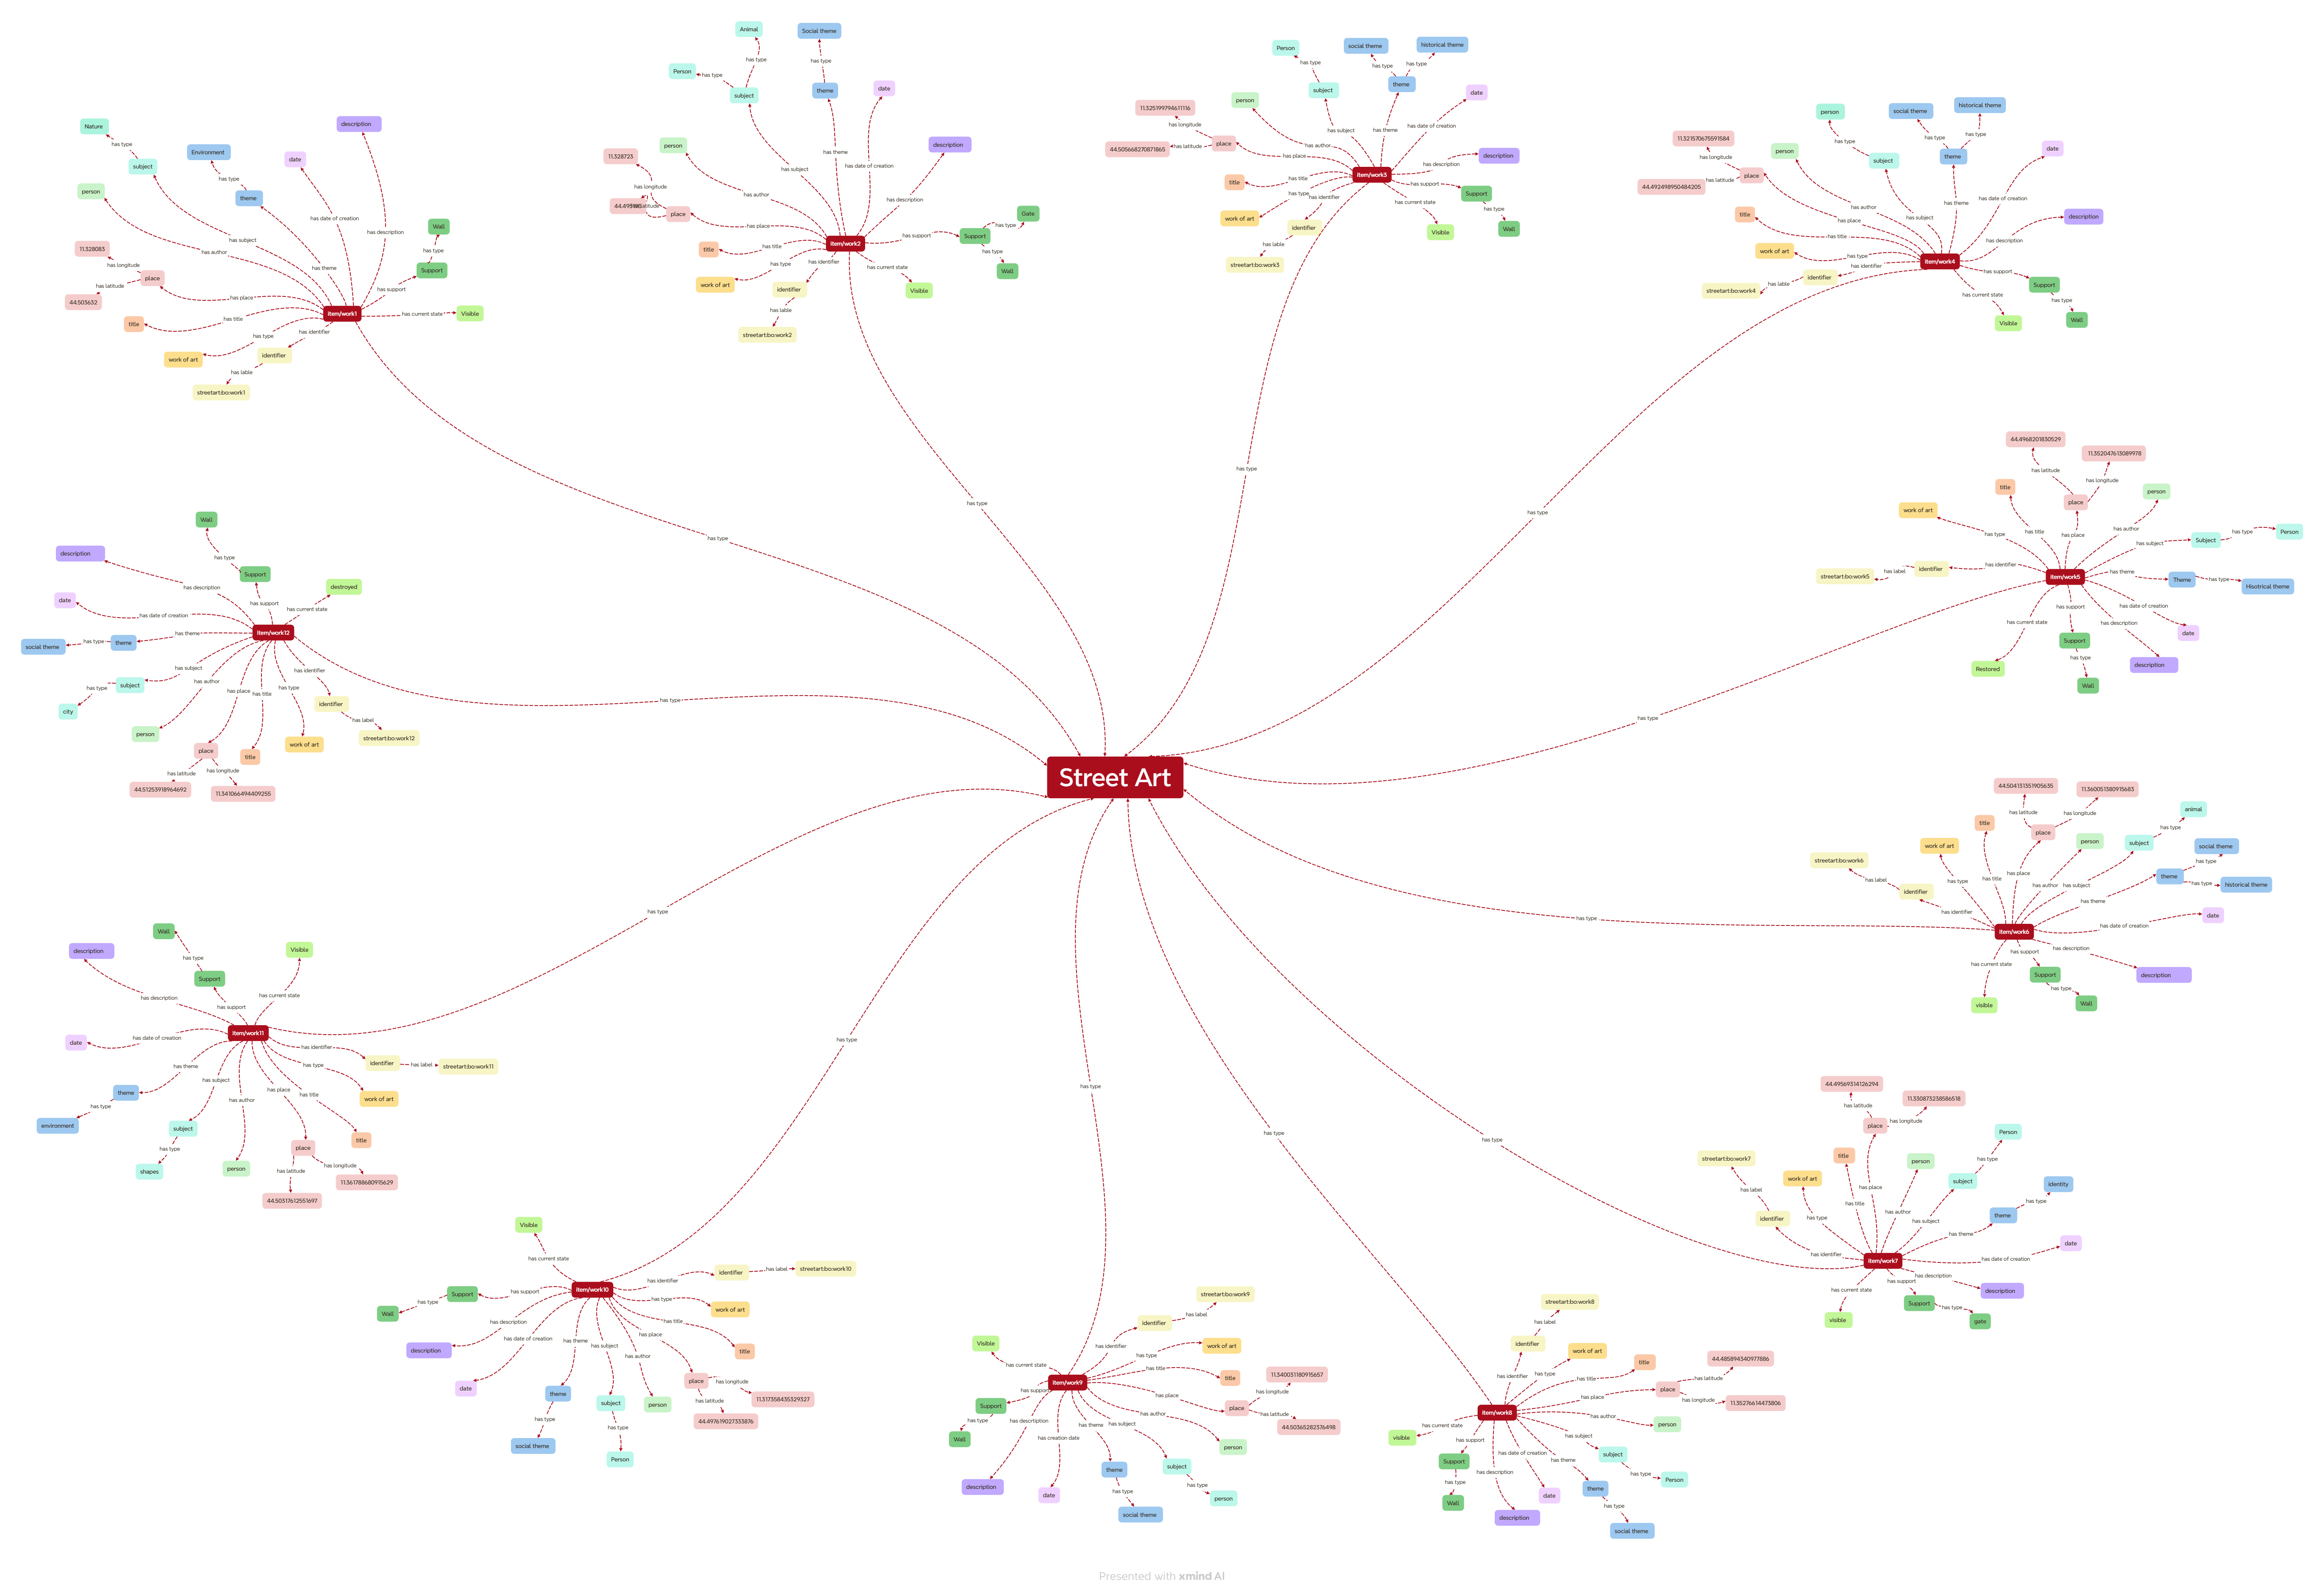 Street Art
has type
has type
has type
has type
has type
has type
has type
has type
has type
has type
has type
has type
item/work1
has description
description
has date of creation
date
has theme
theme
has type
Environment
has subject
subject
has type
Nature
has author
person
has place
place
has longitude
11.328083
has latitude
44.503632
has title
title
has type
work of art
has identifier
identifier
has lable
streetart:bo:work1
has support
Support
has type
Wall
has current state
Visible
item/work2
has subject
subject
has type
Person
has type
Animal
has theme
theme
has type
Social theme
has date of creation
date
has description
description
has author
person
has place
place
has longitude
11.328723
has title
title
has type
work of art
has identifier
identifier
has lable
streetart:bo:work2
has support
Support
has type
Gate
has type
Wall
has current state
Visible
item/work3
has subject
subject
has type
Person
has theme
theme
has type
social theme
has type
historical theme
has date of creation
date
has description
description
has author
person
has place
place
has longitude
11.325199794611116
has latitude
44.505668270871865
has title
title
has type
work of art
has identifier
identifier
has lable
streetart:bo:work3
has support
Support
has type
Wall
has current state
Visible
item/work4
has subject
subject
has type
person
has theme
theme
has type
social theme
has type
historical theme
has date of creation
date
has description
description
has author
person
has place
place
has longitude
11.321570675591584
has latitude
44.492498950484205
has title
title
has type
work of art
has identifier
identifier
has lable
streetart:bo:work4
has support
Support
has type
Wall
has current state
Visible
item/work5
has place
place
has latitude
44.4968201830529
has longitude
11.352047613089978
has title
title
has type
work of art
has identifier
identifier
has label
streetart:bo:work5
has author
person
has subject
Subject
has type
Person
has theme
Theme
has type
Hisotrical theme
has date of creation
date
has description
description
has support
Support
has type
Wall
has current state
Restored
item/work6
has place
place
has latitude
44.504131351905635
has longitude
11.360051380915683
has title
title
has type
work of art
has identifier
identifier
has label
streetart:bo:work6
has author
person
has subject
subject
has type
animal
has theme
theme
has type
social theme
has type
historical theme
has date of creation
date
has description
description
has support
Support
has type
Wall
has current state
visible
item/work7
has place
place
has latitude
44.49569314126294
has longitude
11.330873238586518
has title
title
has type
work of art
has identifier
identifier
has label
streetart:bo:work7
has author
person
has subject
subject
has type
Person
has theme
theme
has type
identity
has date of creation
date
has description
description
has support
Support
has type
gate
has current state
visible
item/work8
has identifier
identifier
has label
streetart:bo:work8
has type
work of art
has title
title
has place
place
has latitude
44.485894340977886
has longitude
11.35276614473806
has author
person
has subject
subject
has type
Person
has theme
theme
has type
social theme
has date of creation
date
has description
description
has support
Support
has type
Wall
has current state
visible
item/work9
has identifier
identifier
has label
streetart:bo:work9
has type
work of art
has title
title
has place
place
has longitude
11.340031180915657
has latitude
44.50365282376498
has author
person
has subject
subject
has type
person
has theme
theme
has type
social theme
has creation date
date
has descrtiption
description
has support
Support
has type
Wall
has current state
Visible
item/work10
has identifier
identifier
has label
streetart:bo:work10
has type
work of art
has title
title
has place
place
has longitude
11.317358435329327
has latitude
44.497619027333876
has author
person
has subject
subject
has type
Person
has theme
theme
has type
social theme
has date of creation
date
has description
description
has support
Support
has type
Wall
has current state
Visible
item/work11
has identifier
identifier
has label
streetart:bo:work11
has type
work of art
has title
title
has place
place
has longitude
11.361788680915629
has latitude
44.50317612551697
has author
person
has subject
subject
has type
shapes
has theme
theme
has type
environment
has date of creation
date
has description
description
has support
Support
has type
Wall
has current state
Visible
item/work12
has identifier
identifier
has label
streetart:bo:work12
has type
work of art
has title
title
has place
place
has latitude
44.51253918964692
has longitude
11.341066494409255
has author
person
has subject
subject
has type
city
has theme
theme
has type
social theme
has date of creation
date
has description
description
has support
Support
has type
Wall
has current state
destroyed
Presented with xmind AI